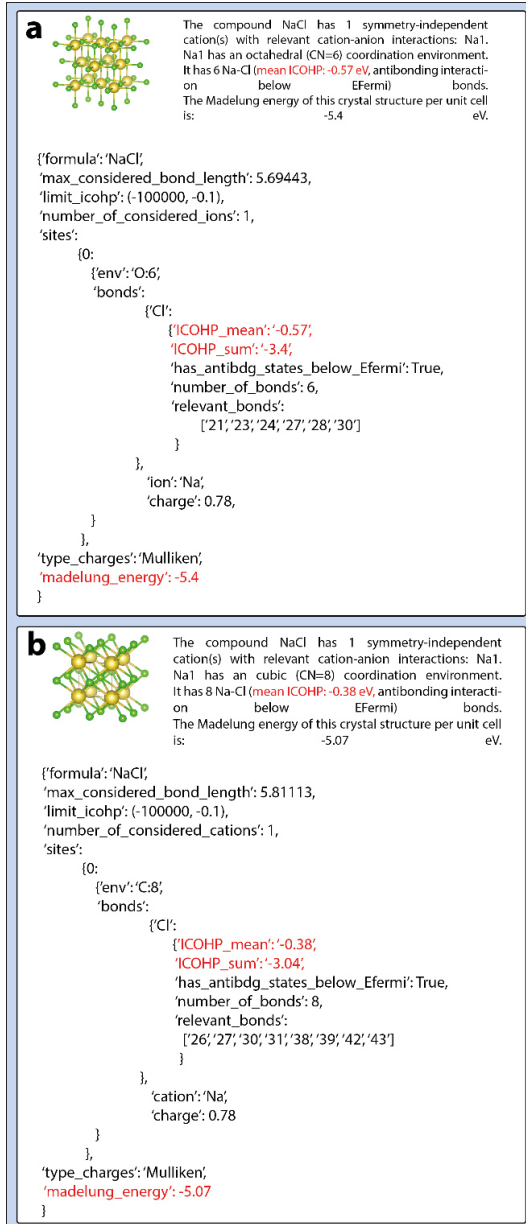 a
The compound NaCl has 1 symmetry-independent
cation(s) with relevant cation-anion interactions: Na1.
Na1 has an octahedral (CN=6) coordination environment.
It has 6 Na-Cl (mean ICOHP: -0.57 eV, antibonding interacti-
on below EFermi) bonds.
The Madelung energy of this crystal structure per unit cell
is: -5.4 eV.
{'formula': 'NaCl',
'max_considered_bond_length': 5.69443,
'limit_icohp': (-100000, -0.1),
'number_of_considered_ions': 1,
'sites':
{0:
{'env': 'O:6',
'bonds':
{'Cl':
{'ICOHP_mean': '-0.57',
'ICOHP_sum': '-3.4',
'has_antibdg_states_below_Efermi': True,
'number_of_bonds': 6,
'relevant_bonds':
['21', '23', '24', '27', '28', '30']
}
},
'ion': 'Na',
'charge': 0.78,
}
},
'type_charges': 'Mulliken',
'madelung_energy': -5.4
}
b
The compound NaCl has 1 symmetry-independent
cation(s) with relevant cation-anion interactions: Na1.
Na1 has an cubic (CN=8) coordination environment.
It has 8 Na-Cl (mean ICOHP: -0.38 eV, antibonding interacti-
on below EFermi) bonds.
The Madelung energy of this crystal structure per unit cell
is: -5.07 eV.
{'formula': 'NaCl',
'max_considered_bond_length': 5.81113,
'limit_icohp': (-100000, -0.1),
'number_of_considered_cations': 1,
'sites':
{0:
{'env': 'C:8',
'bonds':
{'Cl':
{'ICOHP_mean': '-0.38',
'ICOHP_sum': '-3.04',
'has_antibdg_states_below_Efermi': True,
'number_of_bonds': 8,
'relevant_bonds':
['26', '27', '30', '31', '38', '39', '42', '43']
}
},
'cation': 'Na',
'charge': 0.78
}
},
'type_charges': 'Mulliken',
'madelung_energy': -5.07
}